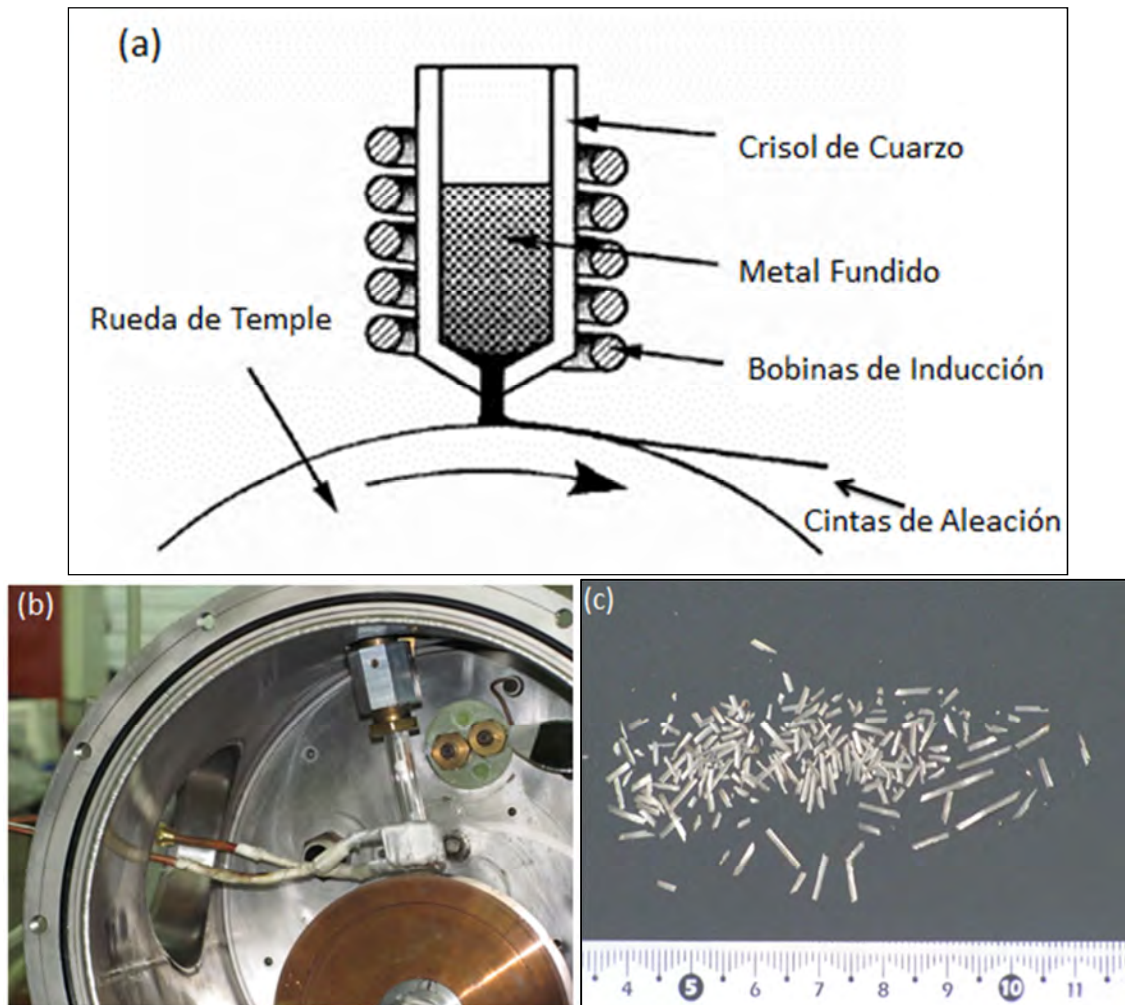 (a)
Crisol de Cuarzo
Metal Fundido
Rueda de Temple
Bobinas de Inducción
Cintas de Aleación
(b)
(c)
4 5 6 7 8 9 10 11